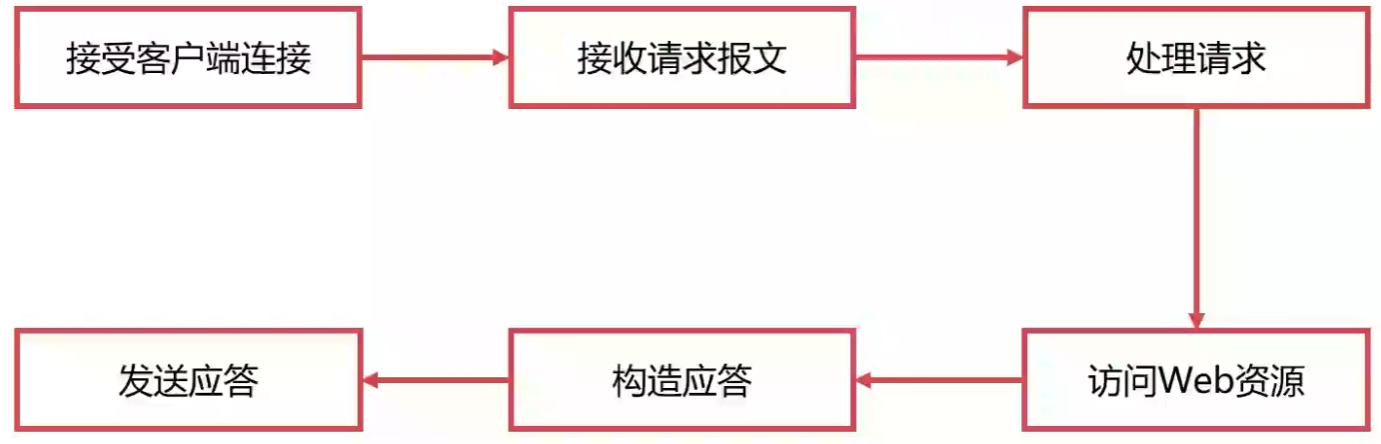 接受客户端连接
接收请求报文
处理请求
访问Web资源
构造应答
发送应答